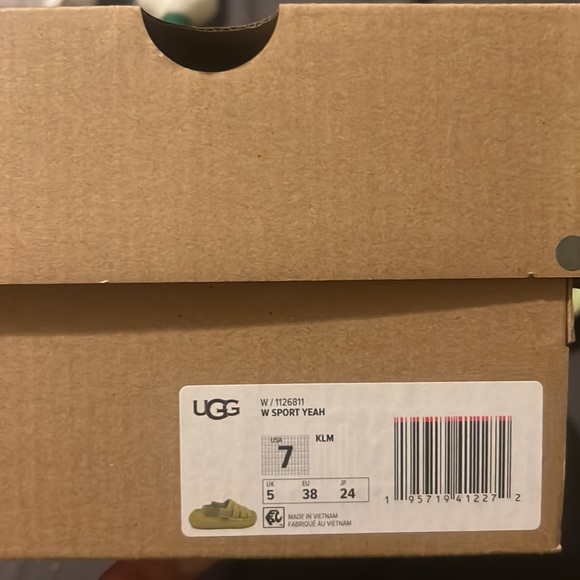 UGG
W / 1126811
W SPORT YEAH
USA
7
KLM
UK EU JP
5 38 24
MADE IN VIETNAM
FABRIQUÉ AU VIETNAM
1 95719 41227 2